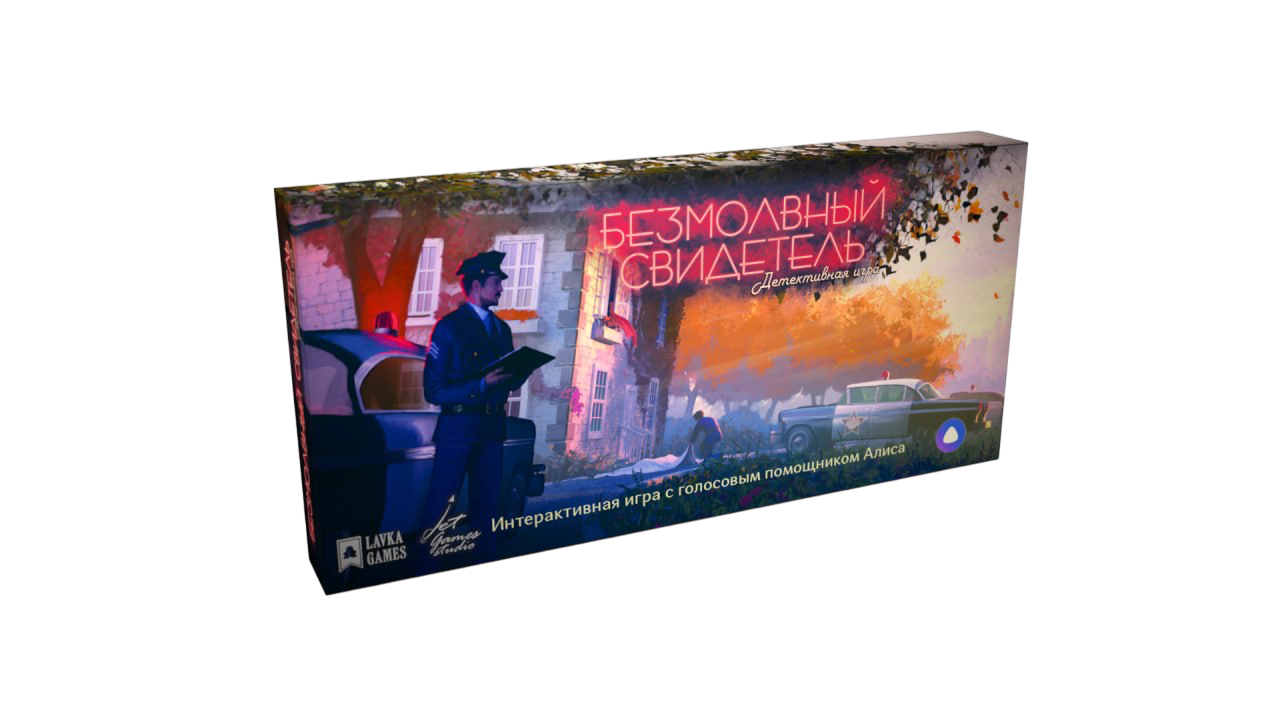 БЕЗМОЛВНЫЙ
СВИДЕТЕЛЬ
Детективная игра
Интерактивная игра с голосовым помощником Алиса
LAVKA
GAMES
Jet
Games
studio
БЕЗМОЛВНЫЙ СВИДЕТЕЛЬ